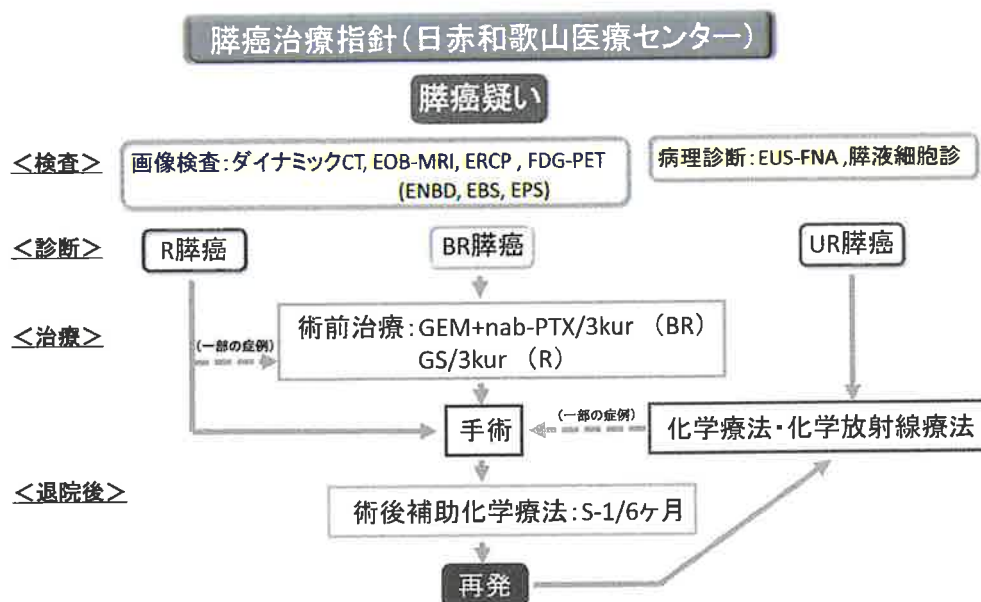 膵癌治療指針(日赤和歌山医療センター)
膵癌疑い
<検査>
画像検査:ダイナミックCT, EOB-MRI, ERCP , FDG-PET
(ENBD, EBS, EPS)
病理診断:EUS-FNA ,膵液細胞診
<診断>
R膵癌
BR膵癌
UR膵癌
<治療>
(一部の症例)
術前治療:GEM+nab-PTX/3kur (BR)
GS/3kur (R)
手術
(一部の症例)
化学療法・化学放射線療法
<退院後>
術後補助化学療法:S-1/6ヶ月
再発